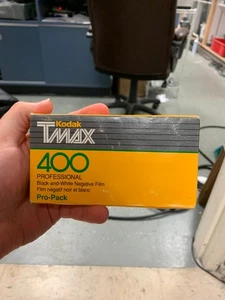 Kodak
TMAX
400
PROFESSIONAL
Black-and-White Negative Film
Film négatif noir et blanc
Pro-Pack